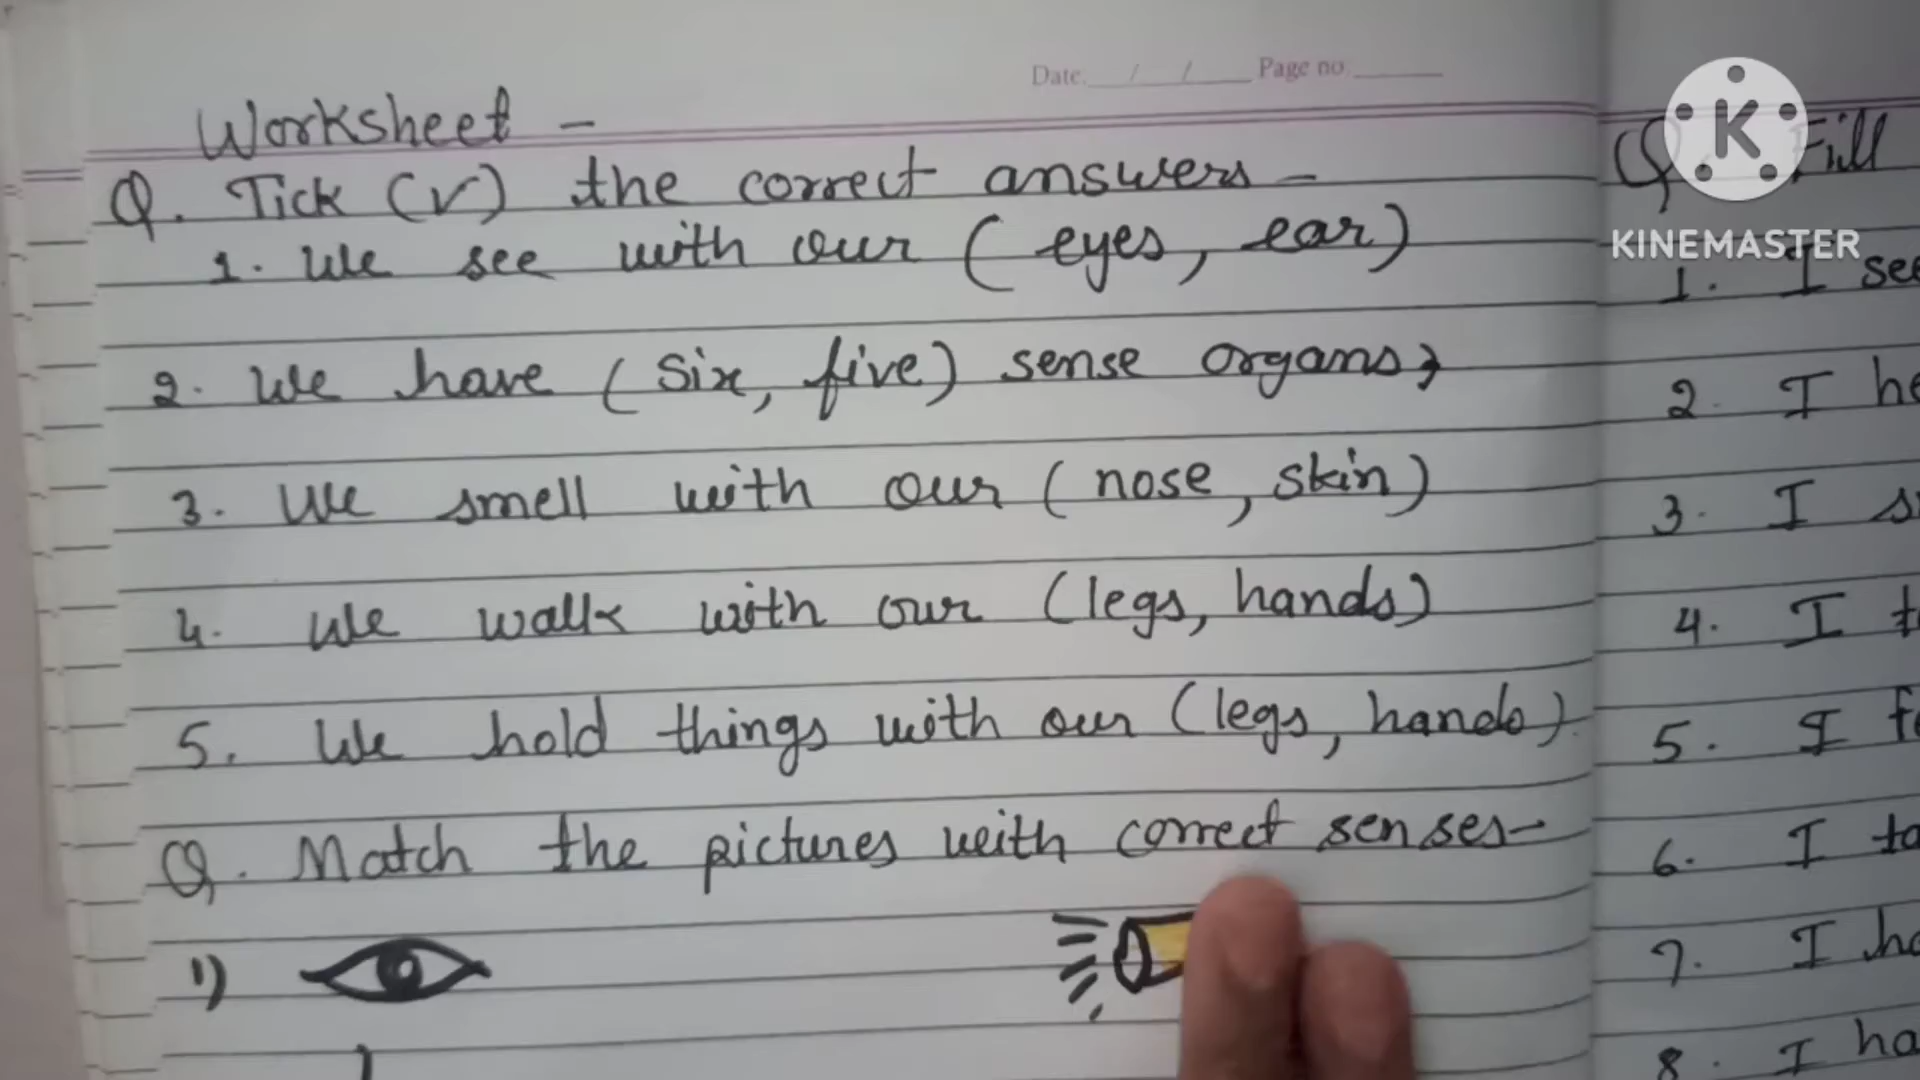 Date. / / Page no.
Worksheet -
Q. Tick (✓) the correct answers -
1. We see with our (eyes, ear)
2. We have (six, five) sense organs,
3. We smell with our (nose, skin)
4. We walk with our (legs, hands)
5. We hold things with our (legs, hands).
Q. Match the pictures with correct senses-
1)
K
KINEMASTER
Q. Fill
1. I see
2. I he
3. I s
4. I t
5. I f
6. I ta
7. I ha
8. I ha